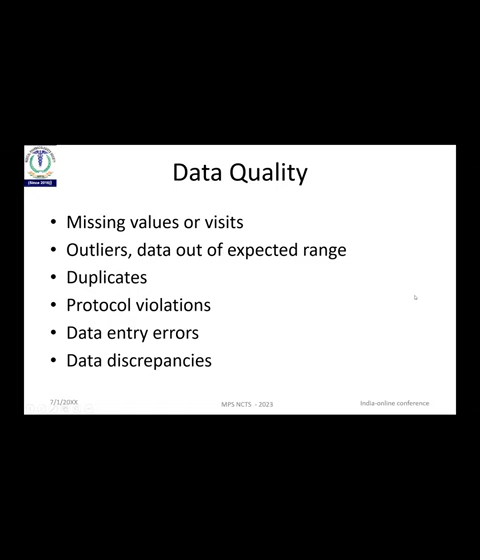 Data Quality
• Missing values or visits
• Outliers, data out of expected range
• Duplicates
• Protocol violations
• Data entry errors
• Data discrepancies
7/1/20XX
MPS NCTS - 2023
India-online conference